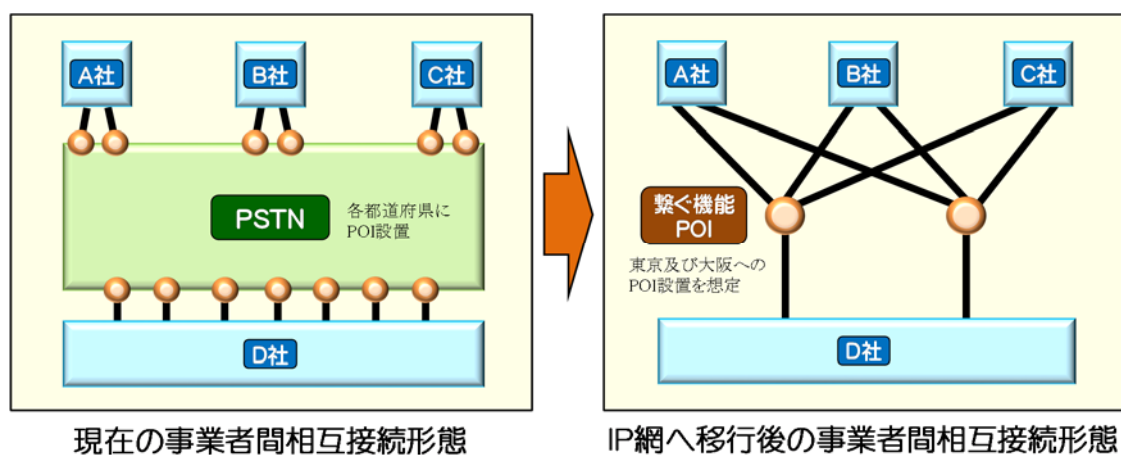 A社
B社
C社
PSTN
各都道府県に
POI設置
D社
現在の事業者間相互接続形態
A社
B社
C社
繋ぐ機能
POI
東京及び大阪への
POI設置を想定
D社
IP網へ移行後の事業者間相互接続形態